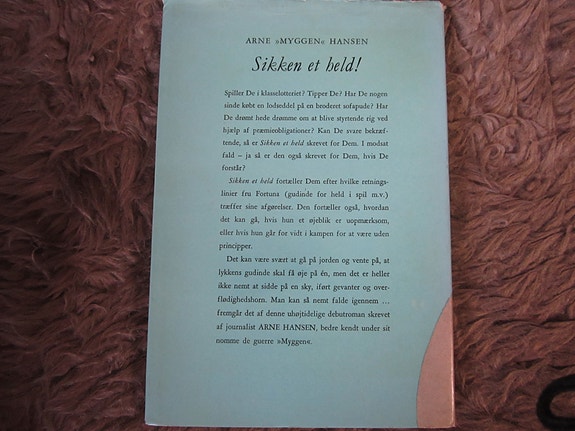 ARNE »MYGGEN« HANSEN
Sikken et held!
Spiller De i klasselotteriet? Tipper De? Har De nogen
sinde købt en lodseddel på en broderet sofapude? Har
De drømt hede drømme om at blive styrtende rig ved
hjælp af præmieobligationer? Kan De svare bekræf-
tende, så er Sikken et held skrevet for Dem. I modsat
fald – ja så er den også skrevet for Dem, hvis De
forstår?
Sikken et held fortæller Dem efter hvilke retnings-
linier fru Fortuna (gudinde for held i spil m.v.)
træffer sine afgørelser. Den fortæller også, hvordan
det kan gå, hvis hun et øjeblik er uopmærksom,
eller hvis hun går for vidt i kampen for at være uden
principper.
Det kan være svært at gå på jorden og vente på, at
lykkens gudinde skal få øje på én, men det er heller
ikke nemt at sidde på en sky, iført gevanter og over-
flødighedshorn. Man kan så nemt falde igennem ...
fremgår det af denne uhøjtidelige debutroman skrevet
af journalist ARNE HANSEN, bedre kendt under sit
nomme de guerre »Myggen«.